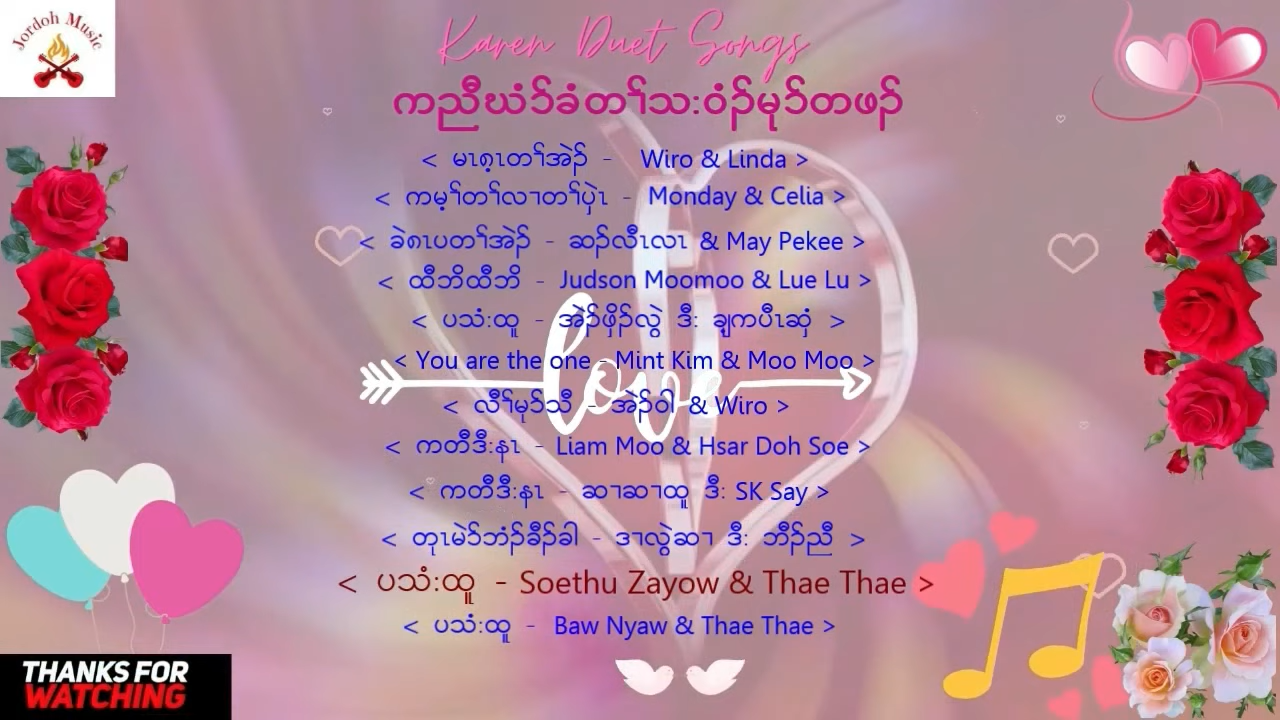 Jordoh Music
Karen Duet Songs
ကညီဃံာ်ခံတၢ်သးဝံၣ်မုာ်တဖၣ်
< မၤစ့ၤတၢ်အဲၣ် - Wiro & Linda >
< ကမ့ၢ်တၢ်လၢတၢ်ပှဲၤ - Monday & Celia >
< ခဲ၈ၤပတၢ်အဲၣ် - ဆၣ်လီၤလၤ & May Pekee >
< ထီဘိထီဘိ - Judson Moomoo & Lue Lu >
< ပသံးထူ - အဲၣ်ဖှိၣ်လွဲ ဒီး ချ့ကပီၤဆှံ >
< You are the one - Mint Kim & Moo Moo >
love
< လီၢ်မုာ်သီ - အဲၣ်ဝါ & Wiro >
< ကတီဒီးနၤ - Liam Moo & Hsar Doh Soe >
< ကတီဒီးနၤ - ဆၢဆၢထူ ဒီး SK Say >
< တုၤမဲာ်ဘံၣ်ခီၣ်ခါ - ဒၢလွဲဆၢ ဒီး ဘီၣ်ညီ >
< ပသံးထူ - Soethu Zayow & Thae Thae >
< ပသံးထူ - Baw Nyaw & Thae Thae >
THANKS FOR
WATCHING